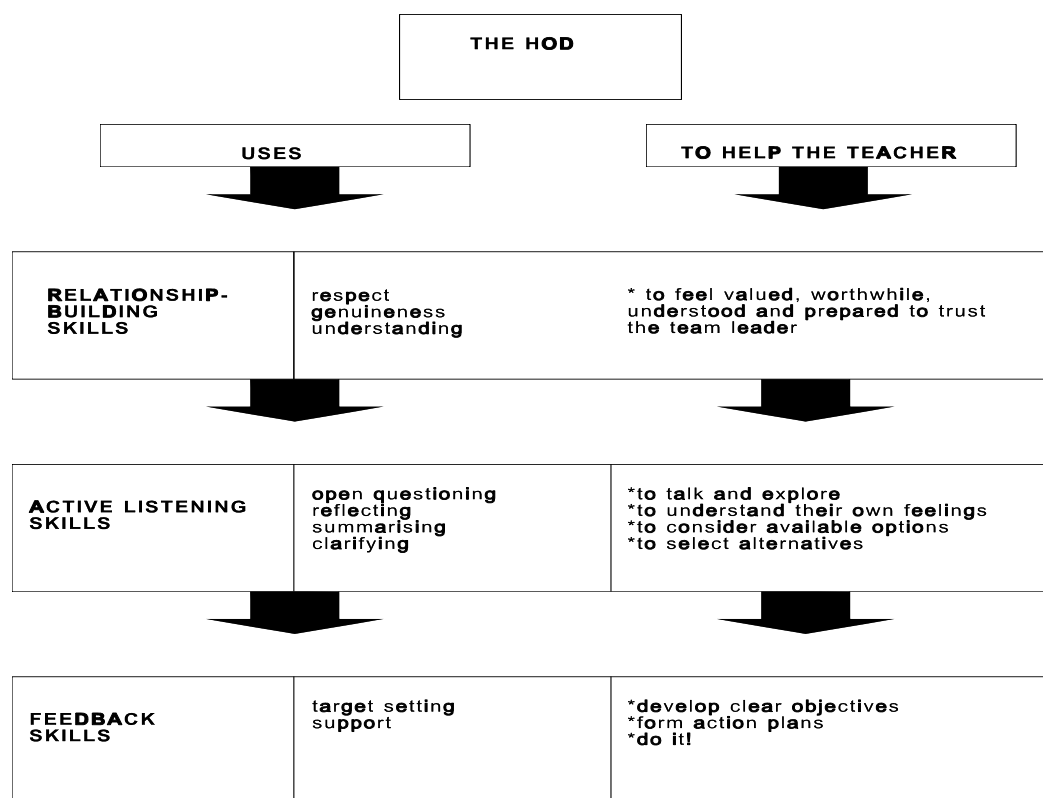 THE HOD
USES
TO HELP THE TEACHER
RELATIONSHIP-
BUILDING
SKILLS
respect
genuineness
understanding
* to feel valued, worthwhile,
understood and prepared to trust
the team leader
ACTIVE LISTENING
SKILLS
open questioning
reflecting
summarising
clarifying
*to talk and explore
*to understand their own feelings
*to consider available options
*to select alternatives
FEEDBACK
SKILLS
target setting
support
*develop clear objectives
*form action plans
*do it!